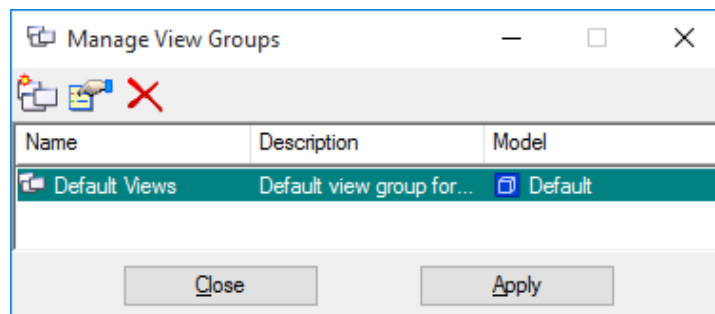 Manage View Groups
Name Description Model
Default Views Default view group for... Default
Close Apply